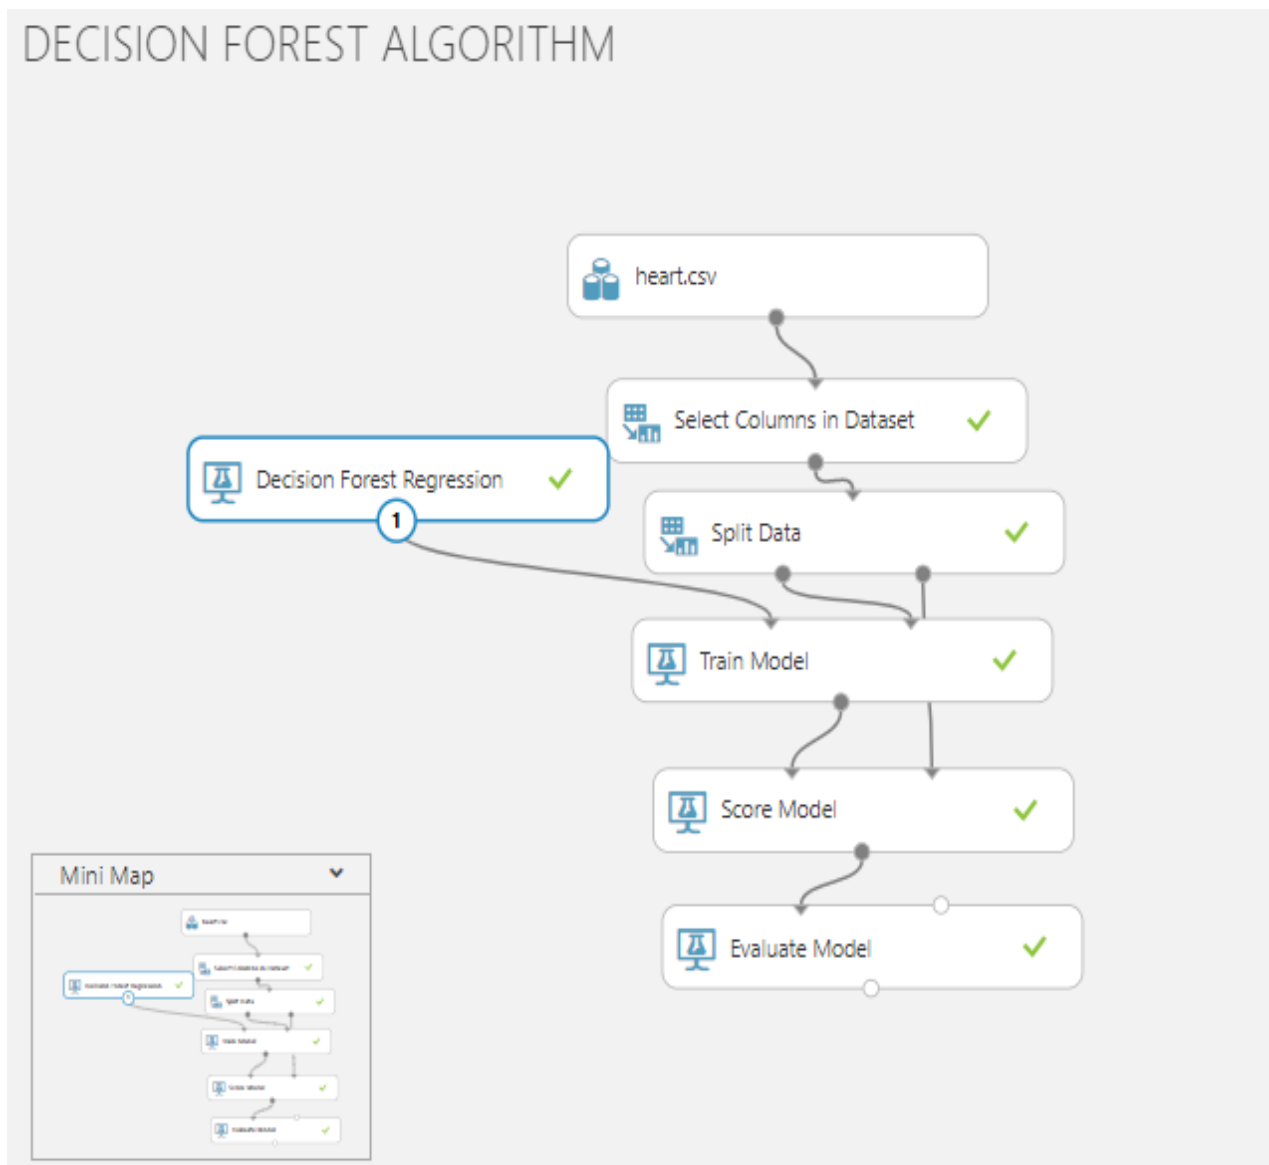 DECISION FOREST ALGORITHM
heart.csv
Select Columns in Dataset
Decision Forest Regression
1
Split Data
Train Model
Score Model
Evaluate Model
Mini Map